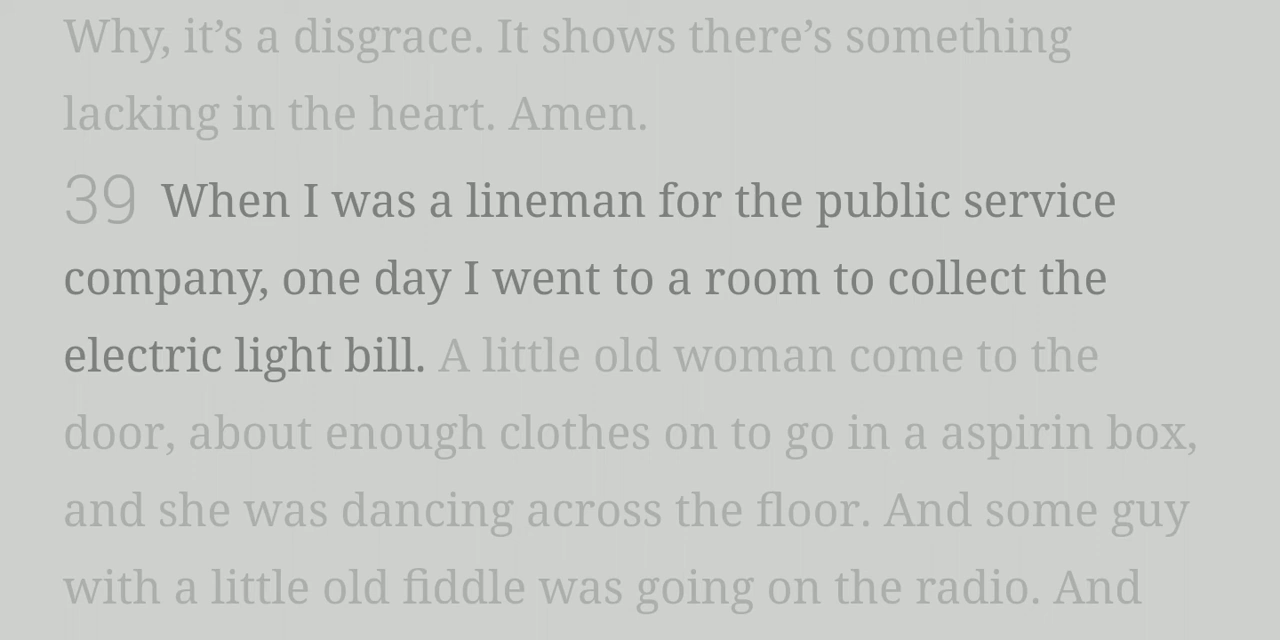 Why, it’s a disgrace. It shows there’s something
lacking in the heart. Amen.
39 When I was a lineman for the public service
company, one day I went to a room to collect the
electric light bill. A little old woman come to the
door, about enough clothes on to go in a aspirin box,
and she was dancing across the floor. And some guy
with a little old fiddle was going on the radio. And